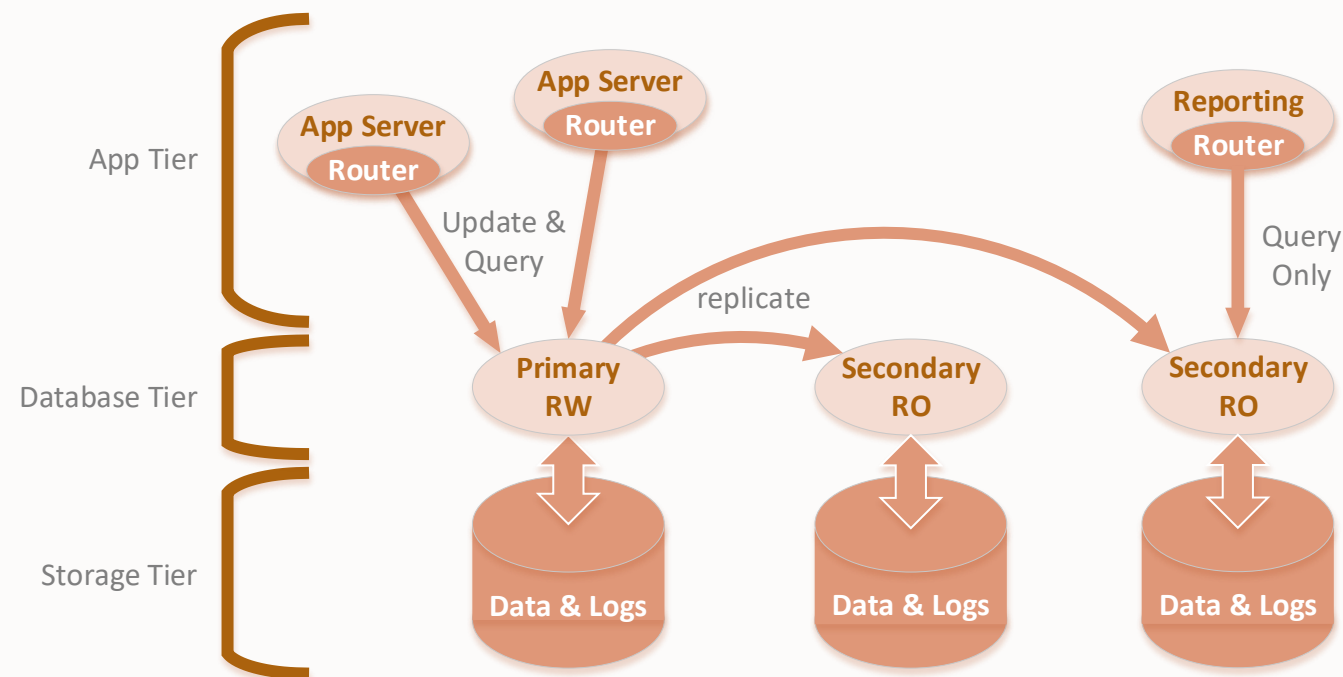 App Server
Router
App Server
Router
Reporting
Router
App Tier
Update &
Query
Query
Only
replicate
Primary
RW
Secondary
RO
Secondary
RO
Database Tier
Storage Tier
Data & Logs
Data & Logs
Data & Logs